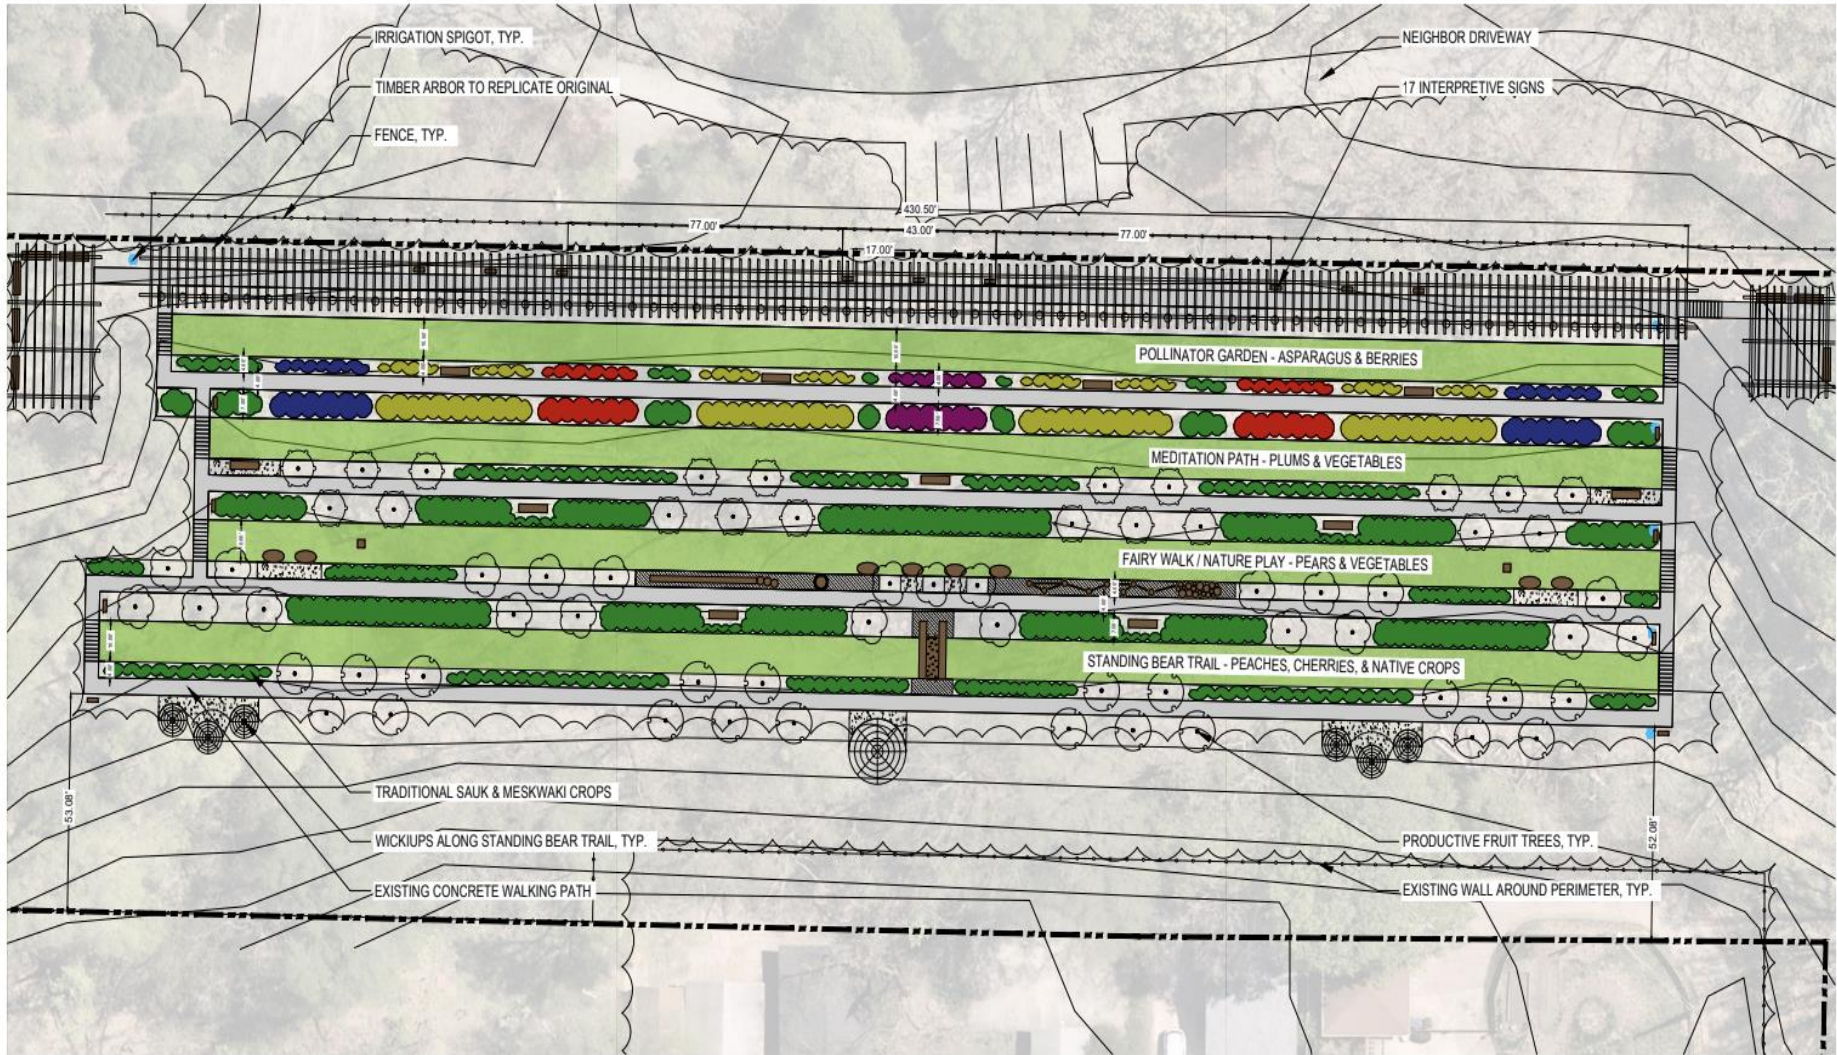 IRRIGATION SPIGOT, TYP.
NEIGHBOR DRIVEWAY
TIMBER ARBOR TO REPLICATE ORIGINAL
17 INTERPRETIVE SIGNS
FENCE, TYP.
430.50'
77.00'
43.00'
77.00'
17.00'
POLLINATOR GARDEN - ASPARAGUS & BERRIES
MEDITATION PATH - PLUMS & VEGETABLES
FAIRY WALK / NATURE PLAY - PEARS & VEGETABLES
STANDING BEAR TRAIL - PEACHES, CHERRIES, & NATIVE CROPS
53.08'
52.08'
TRADITIONAL SAUK & MESKWAKI CROPS
WICKIUPS ALONG STANDING BEAR TRAIL, TYP.
PRODUCTIVE FRUIT TREES, TYP.
EXISTING CONCRETE WALKING PATH
EXISTING WALL AROUND PERIMETER, TYP.